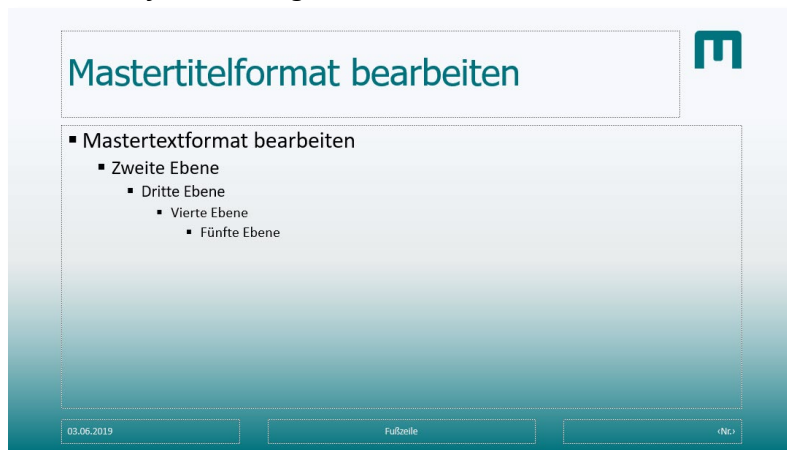 Mastertitelformat bearbeiten
▪ Mastertextformat bearbeiten
▪ Zweite Ebene
▪ Dritte Ebene
▪ Vierte Ebene
▪ Fünfte Ebene
03.06.2019 Fußzeile ‹Nr.›